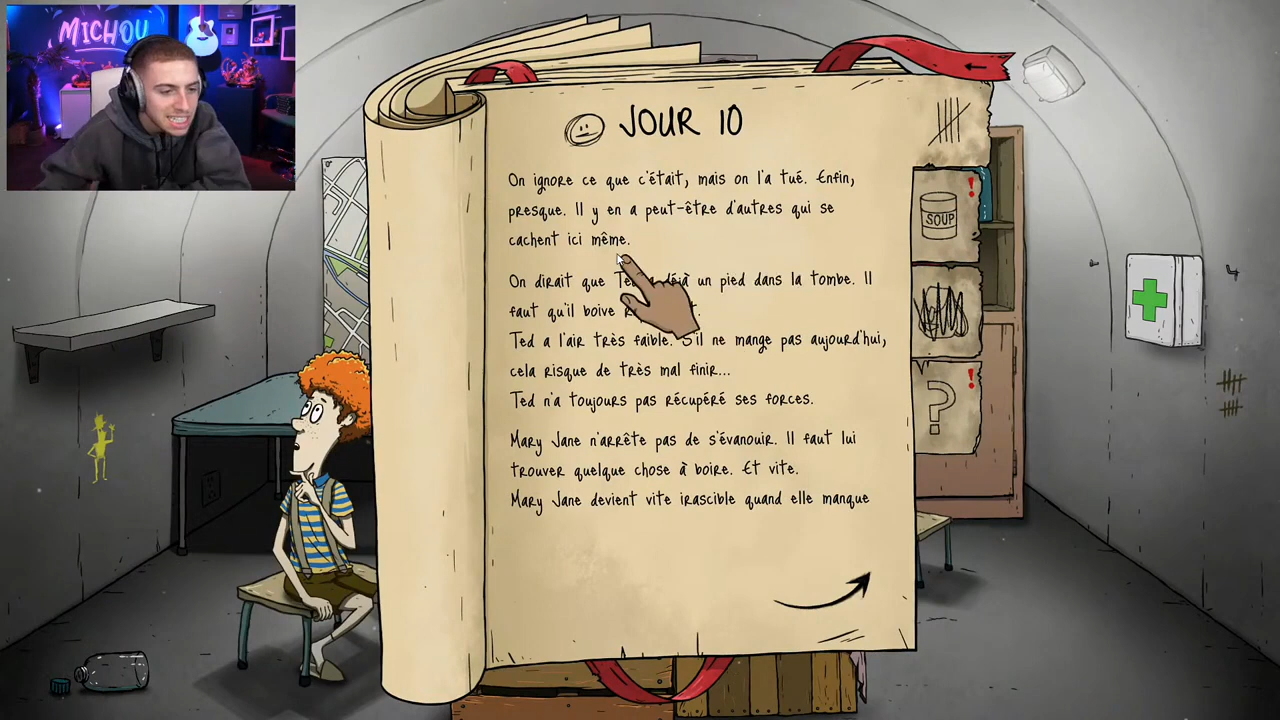 MICHOU
JOUR 10
On ignore ce que c'était, mais on l'a tué. Enfin,
presque. Il y en a peut-être d'autres qui se
cachent ici même.
On dirait que déjà un pied dans la tombe. Il
faut qu'il boive
Ted a l'air très faible. S'il ne mange pas aujourd'hui,
cela risque de très mal finir...
Ted n'a toujours pas récupéré ses forces.
Mary Jane n'arrête pas de s'évanouir. Il faut lui
trouver quelque chose à boire. Et vite.
Mary Jane devient vite irascible quand elle manque
SOUP
!
?
!